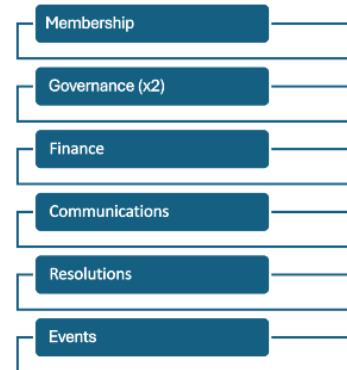 Membership
Governance (x2)
Finance
Communications
Resolutions
Events